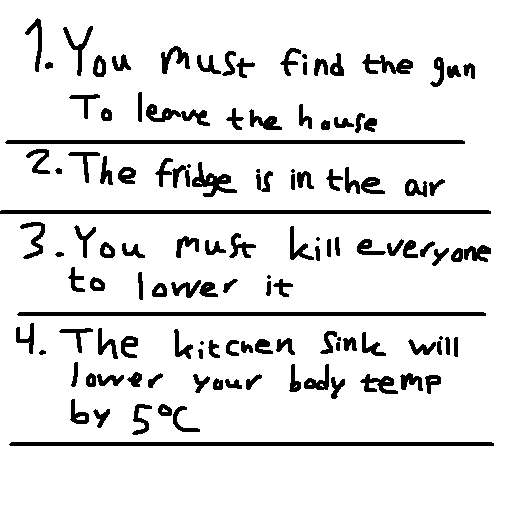 1. You must find the gun
To leave the house
2. The fridge is in the air
3. You must kill everyone
to lower it
4. The kitchen sink will
lower your body temp
by 5°C